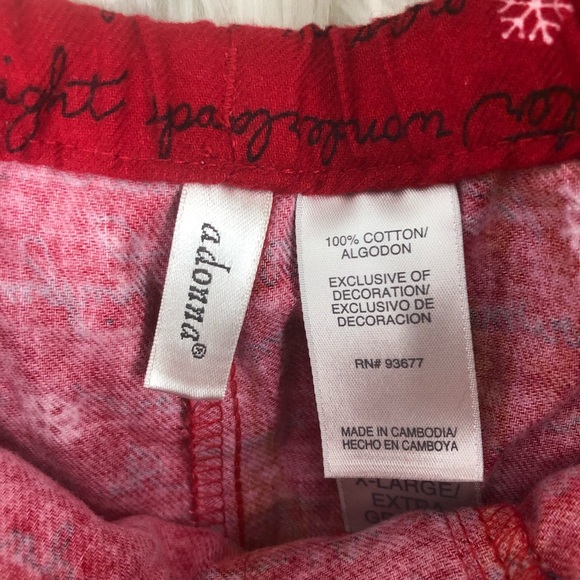 wonderland
adonna®
100% COTTON/
ALGODON
EXCLUSIVE OF
DECORATION/
EXCLUSIVO DE
DECORACION
RN# 93677
MADE IN CAMBODIA/
HECHO EN CAMBOYA
X-LARGE/
EXTRA